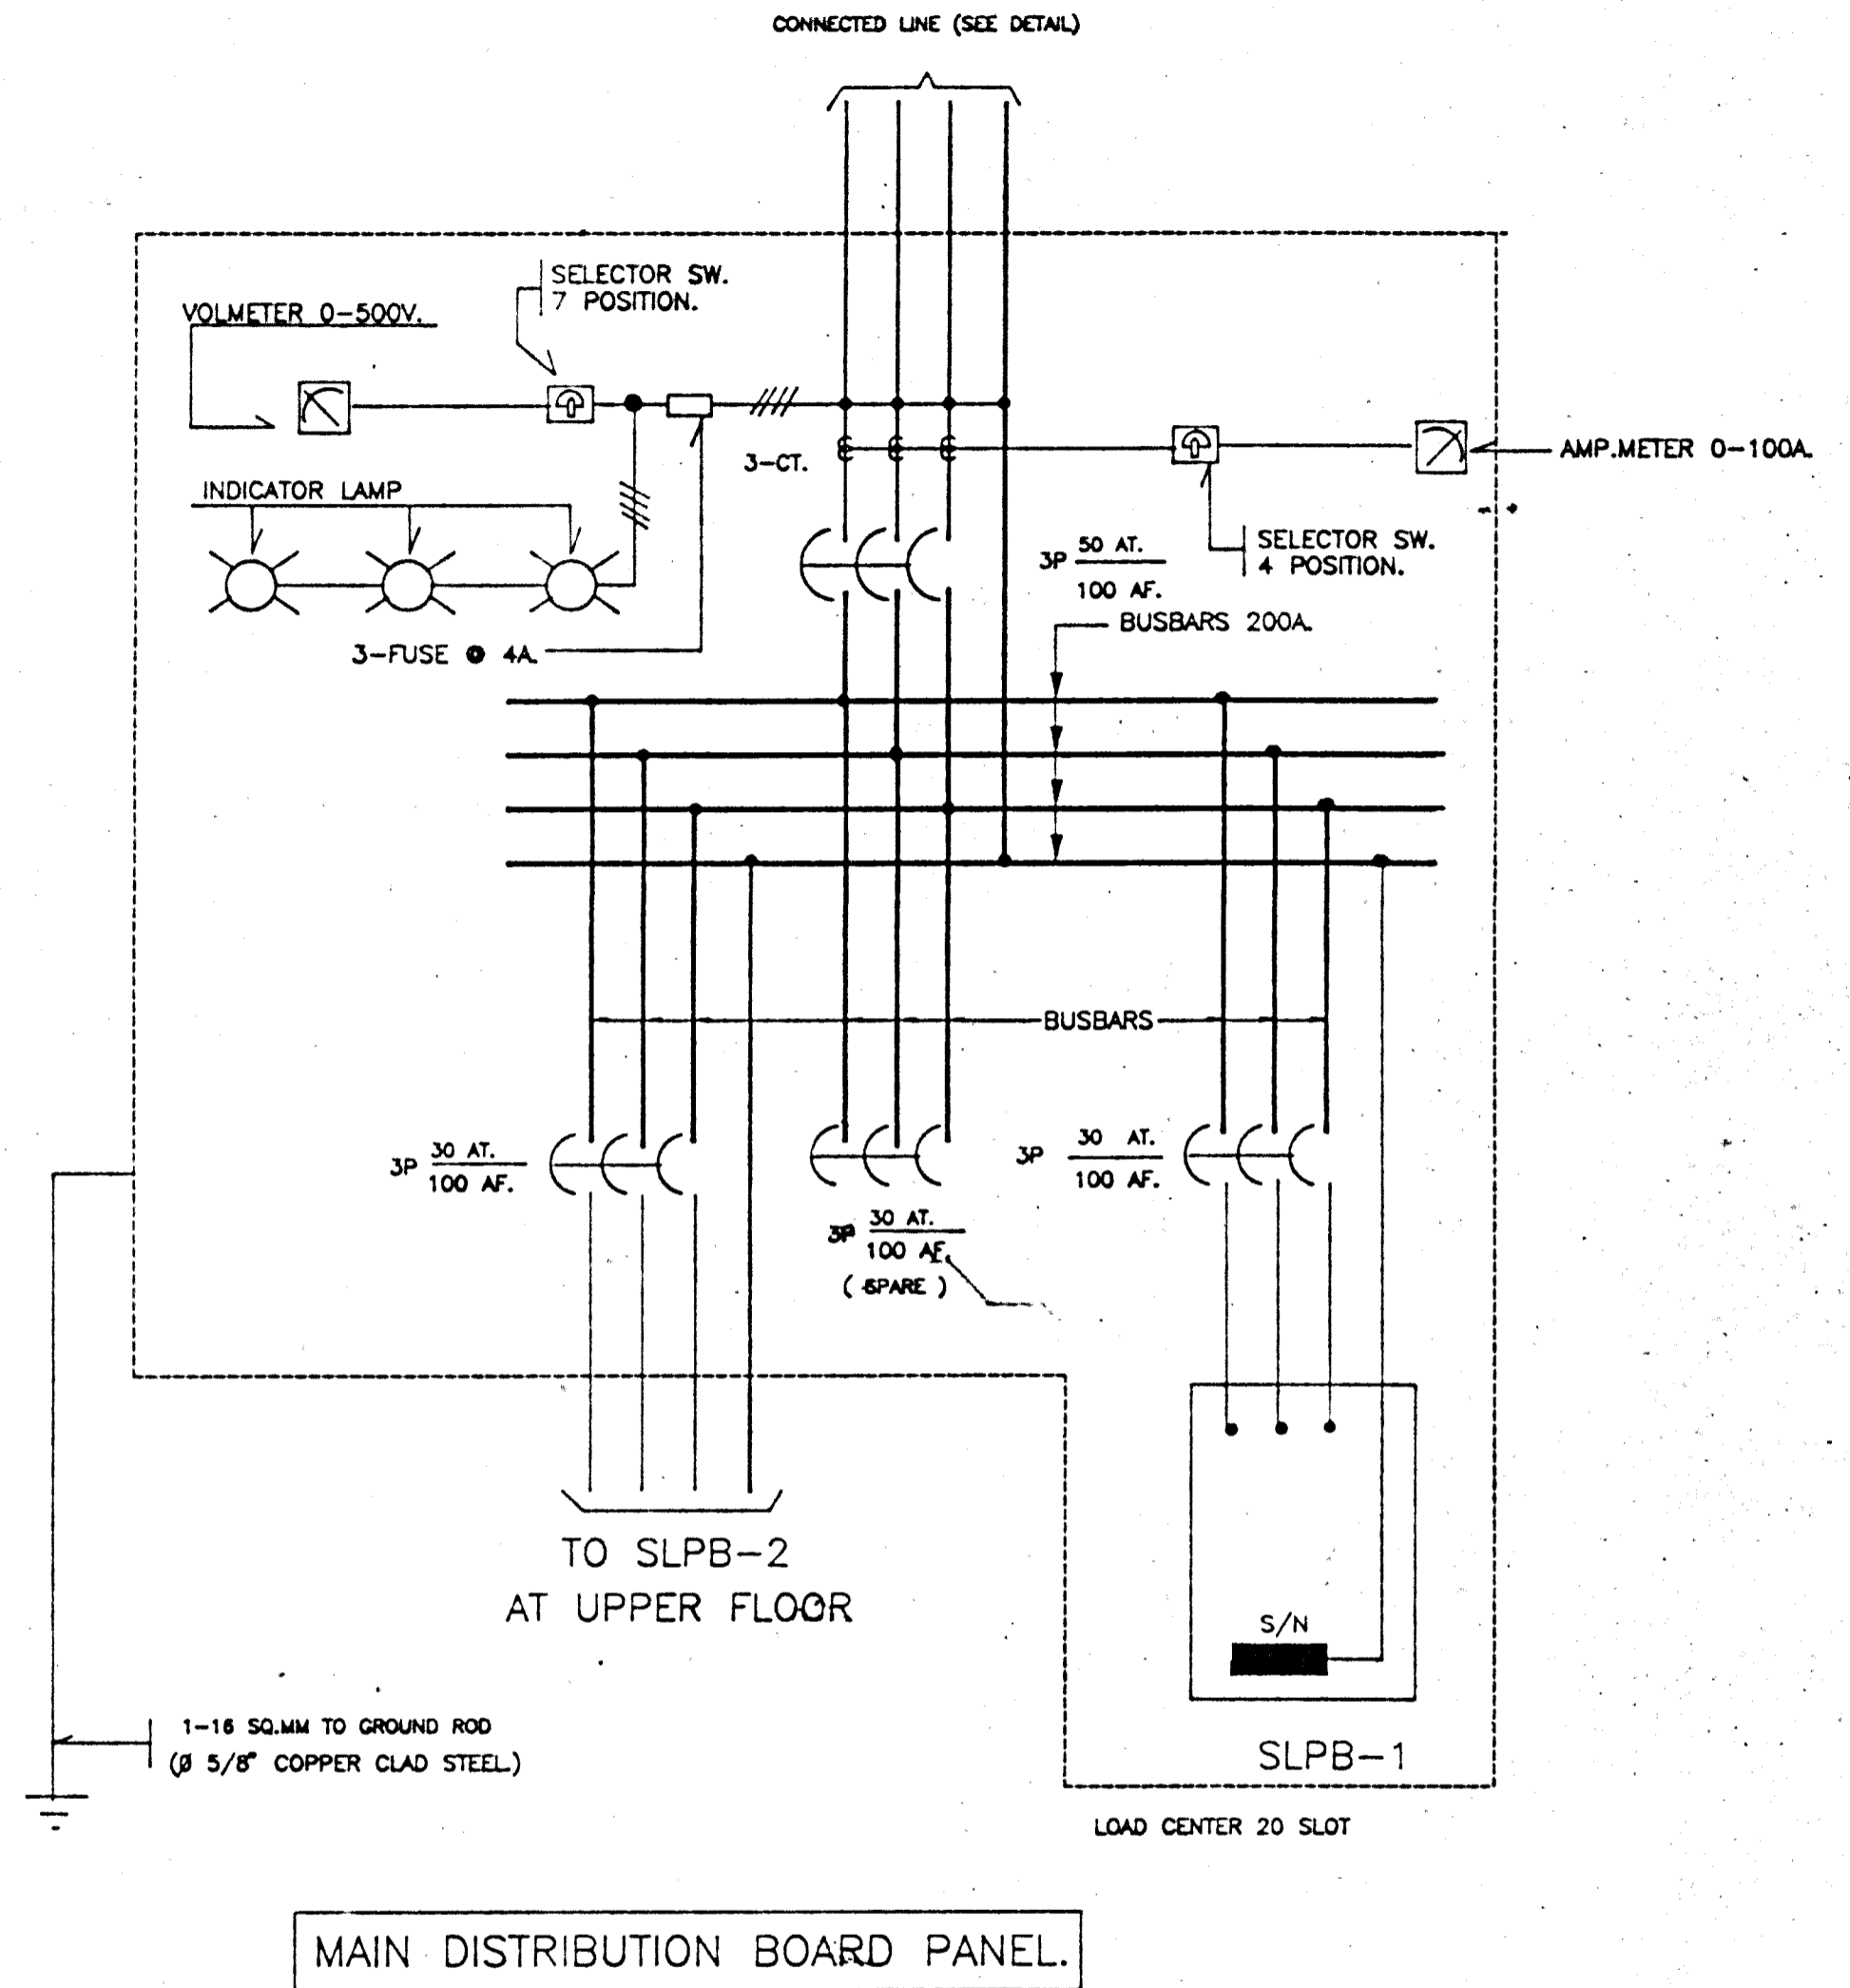 CONNECTED LINE (SEE DETAIL)
SELECTOR SW.
7 POSITION.
VOLMETER 0-500V.
3-CT.
AMP.METER 0-100A.
INDICATOR LAMP
3P 50 AT.
100 AF.
SELECTOR SW.
4 POSITION.
BUSBARS 200A.
3-FUSE @ 4A.
BUSBARS
3P 30 AT.
100 AF.
3P 30 AT.
100 AF.
(SPARE)
3P 30 AT.
100 AF.
TO SLPB-2
AT UPPER FLOOR
S/N
1-16 SQ.MM TO GROUND ROD
(Ø 5/8" COPPER CLAD STEEL)
SLPB-1
LOAD CENTER 20 SLOT
MAIN DISTRIBUTION BOARD PANEL.